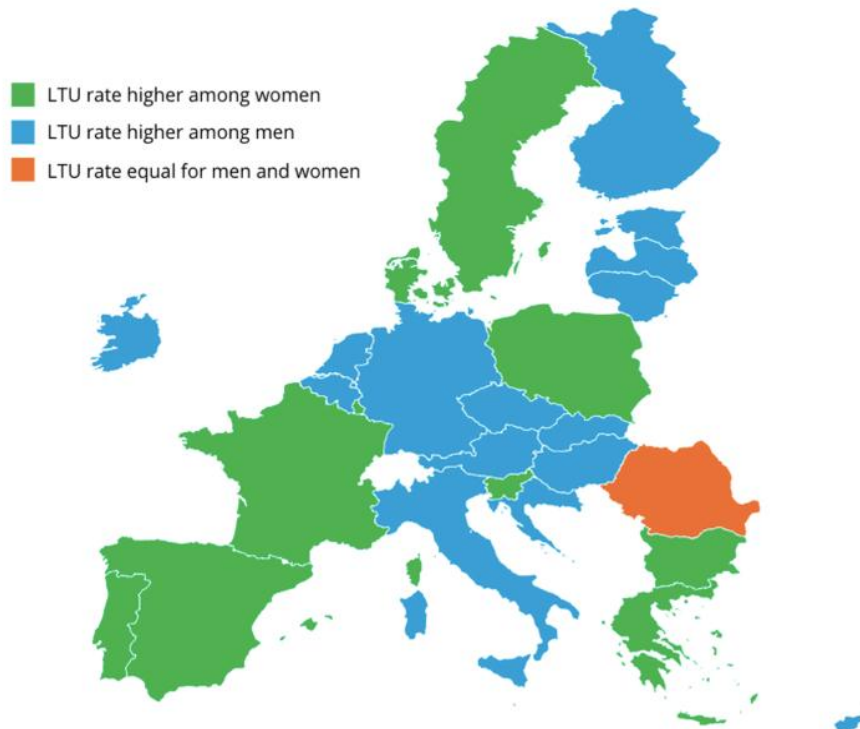 LTU rate higher among women
LTU rate higher among men
LTU rate equal for men and women